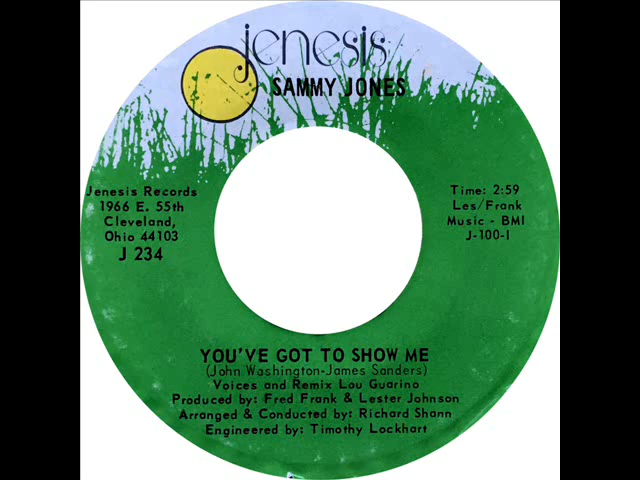 jenesis
SAMMY JONES
Jenesis Records
1966 E. 55th
Cleveland,
Ohio 44103
J 234
Time: 2:59
Les/Frank
Music - BMI
J-100-1
YOU'VE GOT TO SHOW ME
(John Washington-James Sanders)
Voices and Remix Lou Guarino
Produced by: Fred Frank & Lester Johnson
Arranged & Conducted by: Richard Shann
Engineered by: Timothy Lockhart